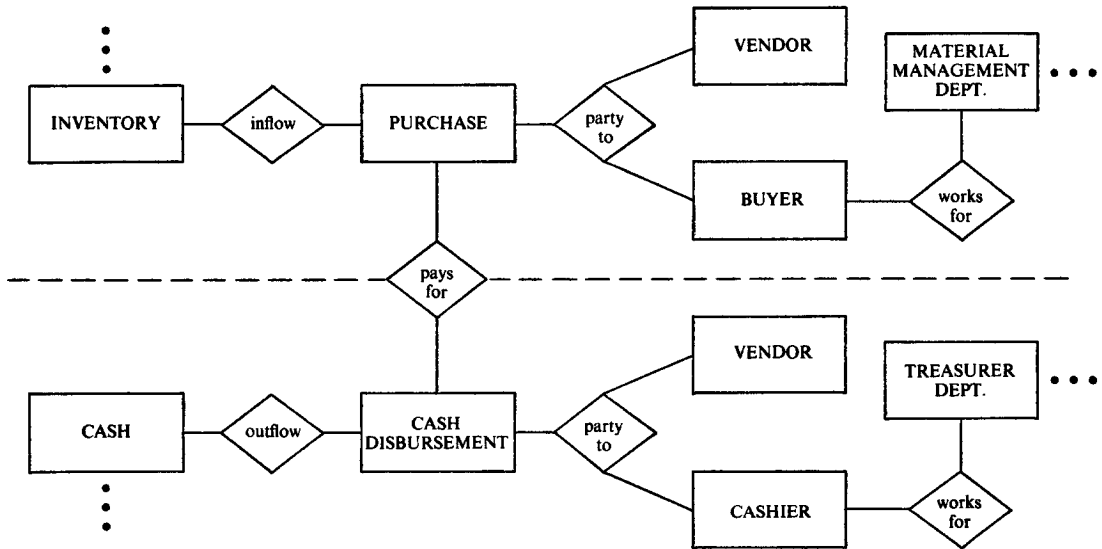 VENDOR
MATERIAL
MANAGEMENT
DEPT.
INVENTORY
inflow
PURCHASE
party
to
BUYER
works
for
pays
for
VENDOR
TREASURER
DEPT.
CASH
outflow
CASH
DISBURSEMENT
party
to
CASHIER
works
for